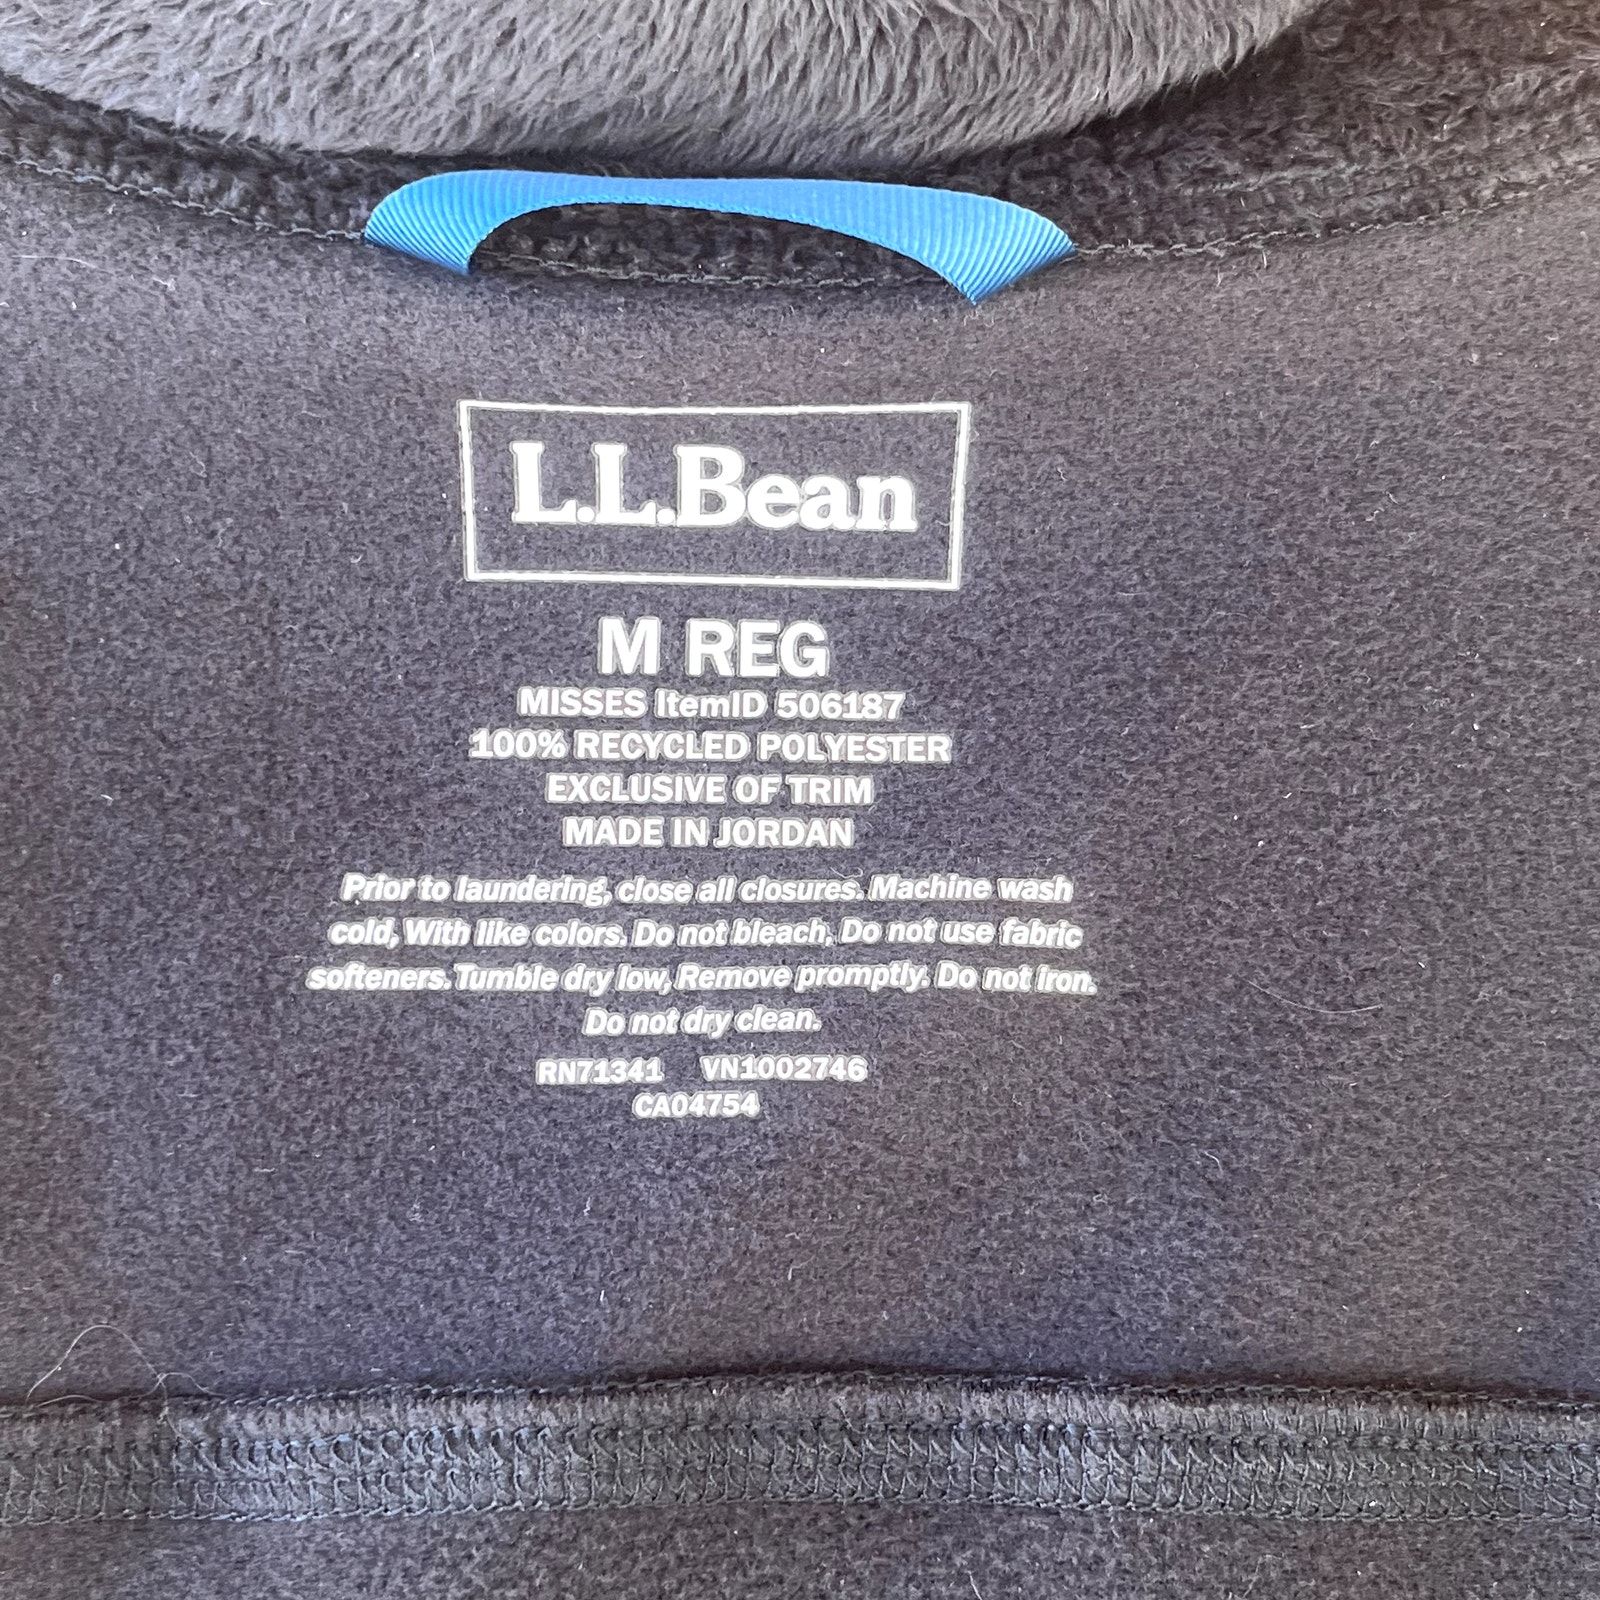 L.L.Bean
M REG
MISSES ItemID 506187
100% RECYCLED POLYESTER
EXCLUSIVE OF TRIM
MADE IN JORDAN
Prior to laundering, close all closures. Machine wash
cold, With like colors. Do not bleach, Do not use fabric
softeners. Tumble dry low, Remove promptly. Do not iron.
Do not dry clean.
RN71341 VN1002746
CA04754